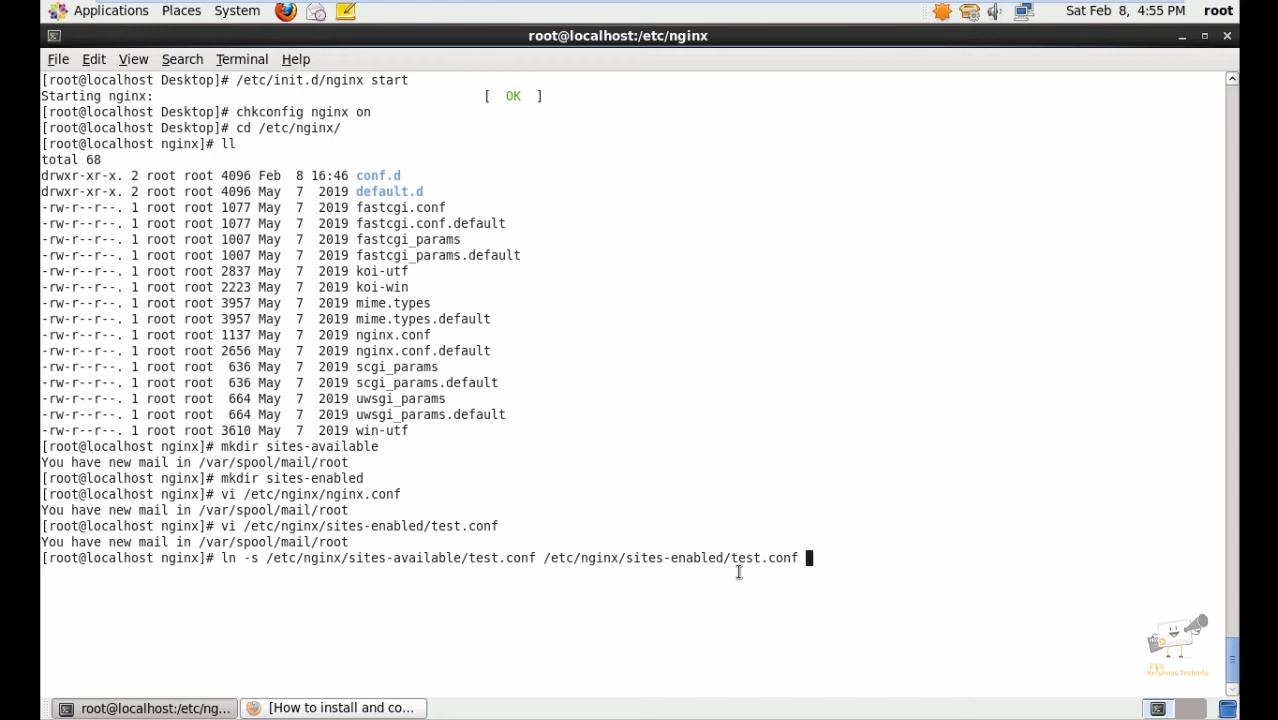 Applications Places System Sat Feb 8, 4:55 PM root
root@localhost:/etc/nginx
File Edit View Search Terminal Help
[root@localhost Desktop]# /etc/init.d/nginx start
Starting nginx: [ OK ]
[root@localhost Desktop]# chkconfig nginx on
[root@localhost Desktop]# cd /etc/nginx/
[root@localhost nginx]# ll
total 68
drwxr-xr-x. 2 root root 4096 Feb 8 16:46 conf.d
drwxr-xr-x. 2 root root 4096 May 7 2019 default.d
-rw-r--r--. 1 root root 1077 May 7 2019 fastcgi.conf
-rw-r--r--. 1 root root 1077 May 7 2019 fastcgi.conf.default
-rw-r--r--. 1 root root 1007 May 7 2019 fastcgi_params
-rw-r--r--. 1 root root 1007 May 7 2019 fastcgi_params.default
-rw-r--r--. 1 root root 2837 May 7 2019 koi-utf
-rw-r--r--. 1 root root 2223 May 7 2019 koi-win
-rw-r--r--. 1 root root 3957 May 7 2019 mime.types
-rw-r--r--. 1 root root 3957 May 7 2019 mime.types.default
-rw-r--r--. 1 root root 1137 May 7 2019 nginx.conf
-rw-r--r--. 1 root root 2656 May 7 2019 nginx.conf.default
-rw-r--r--. 1 root root 636 May 7 2019 scgi_params
-rw-r--r--. 1 root root 636 May 7 2019 scgi_params.default
-rw-r--r--. 1 root root 664 May 7 2019 uwsgi_params
-rw-r--r--. 1 root root 664 May 7 2019 uwsgi_params.default
-rw-r--r--. 1 root root 3610 May 7 2019 win-utf
[root@localhost nginx]# mkdir sites-available
You have new mail in /var/spool/mail/root
[root@localhost nginx]# mkdir sites-enabled
[root@localhost nginx]# vi /etc/nginx/nginx.conf
You have new mail in /var/spool/mail/root
[root@localhost nginx]# vi /etc/nginx/sites-enabled/test.conf
You have new mail in /var/spool/mail/root
[root@localhost nginx]# ln -s /etc/nginx/sites-available/test.conf /etc/nginx/sites-enabled/test.conf
Krishnas Techinfo
root@localhost:/etc/ng... [How to install and co...